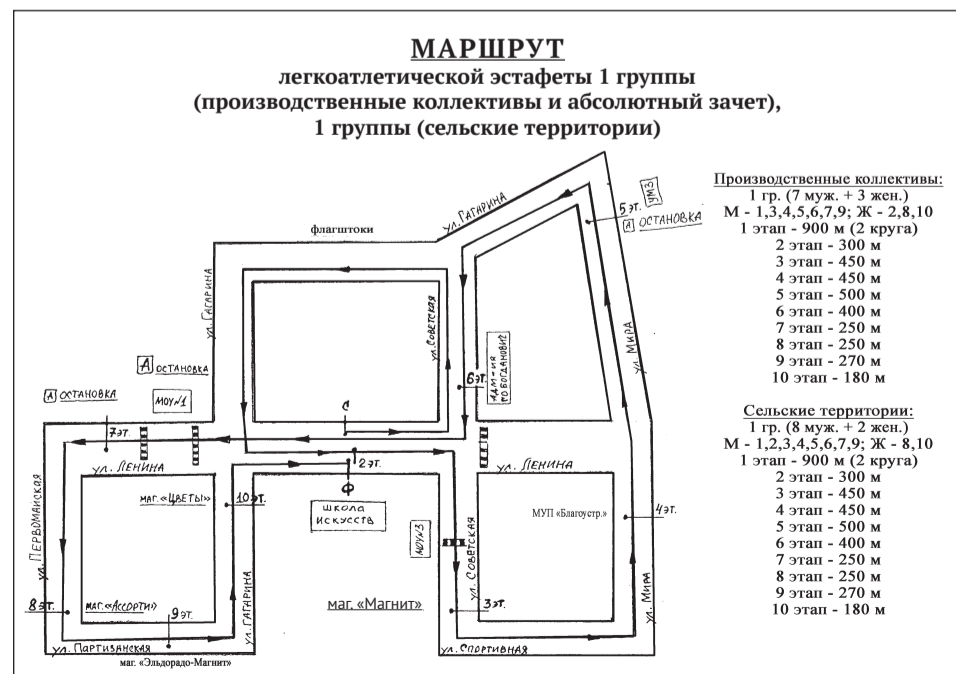 МАРШРУТ
легкоатлетической эстафеты 1 группы
(производственные коллективы и абсолютный зачет),
1 группы (сельские территории)
Производственные коллективы:
1 гр. (7 муж. + 3 жен.)
М - 1,3,4,5,6,7,9; Ж - 2,8,10
1 этап - 900 м (2 круга)
2 этап - 300 м
3 этап - 450 м
4 этап - 450 м
5 этап - 500 м
6 этап - 400 м
7 этап - 250 м
8 этап - 250 м
9 этап - 270 м
10 этап - 180 м
Сельские территории:
1 гр. (8 муж. + 2 жен.)
М - 1,2,3,4,5,6,7,9; Ж - 8,10
1 этап - 900 м (2 круга)
2 этап - 300 м
3 этап - 450 м
4 этап - 450 м
5 этап - 500 м
6 этап - 400 м
7 этап - 250 м
8 этап - 250 м
9 этап - 270 м
10 этап - 180 м
ул. ГАГАРИНА
УМЗ
5 эт.
А ОСТАНОВКА
флагштоки
ул. ГАГАРИНА
ул. СОВЕТСКАЯ
ул. МИРА
А ОСТАНОВКА
6 эт.
АДМ-ИЯ
ГО БОГДАНОВИЧ
А ОСТАНОВКА
МОУ№1
С
7 эт.
ул. ЛЕНИНА
2 эт.
ул. ЛЕНИНА
Ф
ул. ПЕРВОМАЙСКАЯ
МАГ. «ЦВЕТЫ»
10 эт.
ШКОЛА
ИСКУССТВ
МОУ№3
ул. СОВЕТСКАЯ
МУП «Благоустр.»
4 эт.
8 эт.
МАГ. «АССОРТИ»
9 эт.
ул. ГАГАРИНА
маг. «Магнит»
3 эт.
ул. МИРА
ул. ПАРТИЗАНСКАЯ
ул. СПОРТИВНАЯ
маг. «Эльдорадо-Магнит»